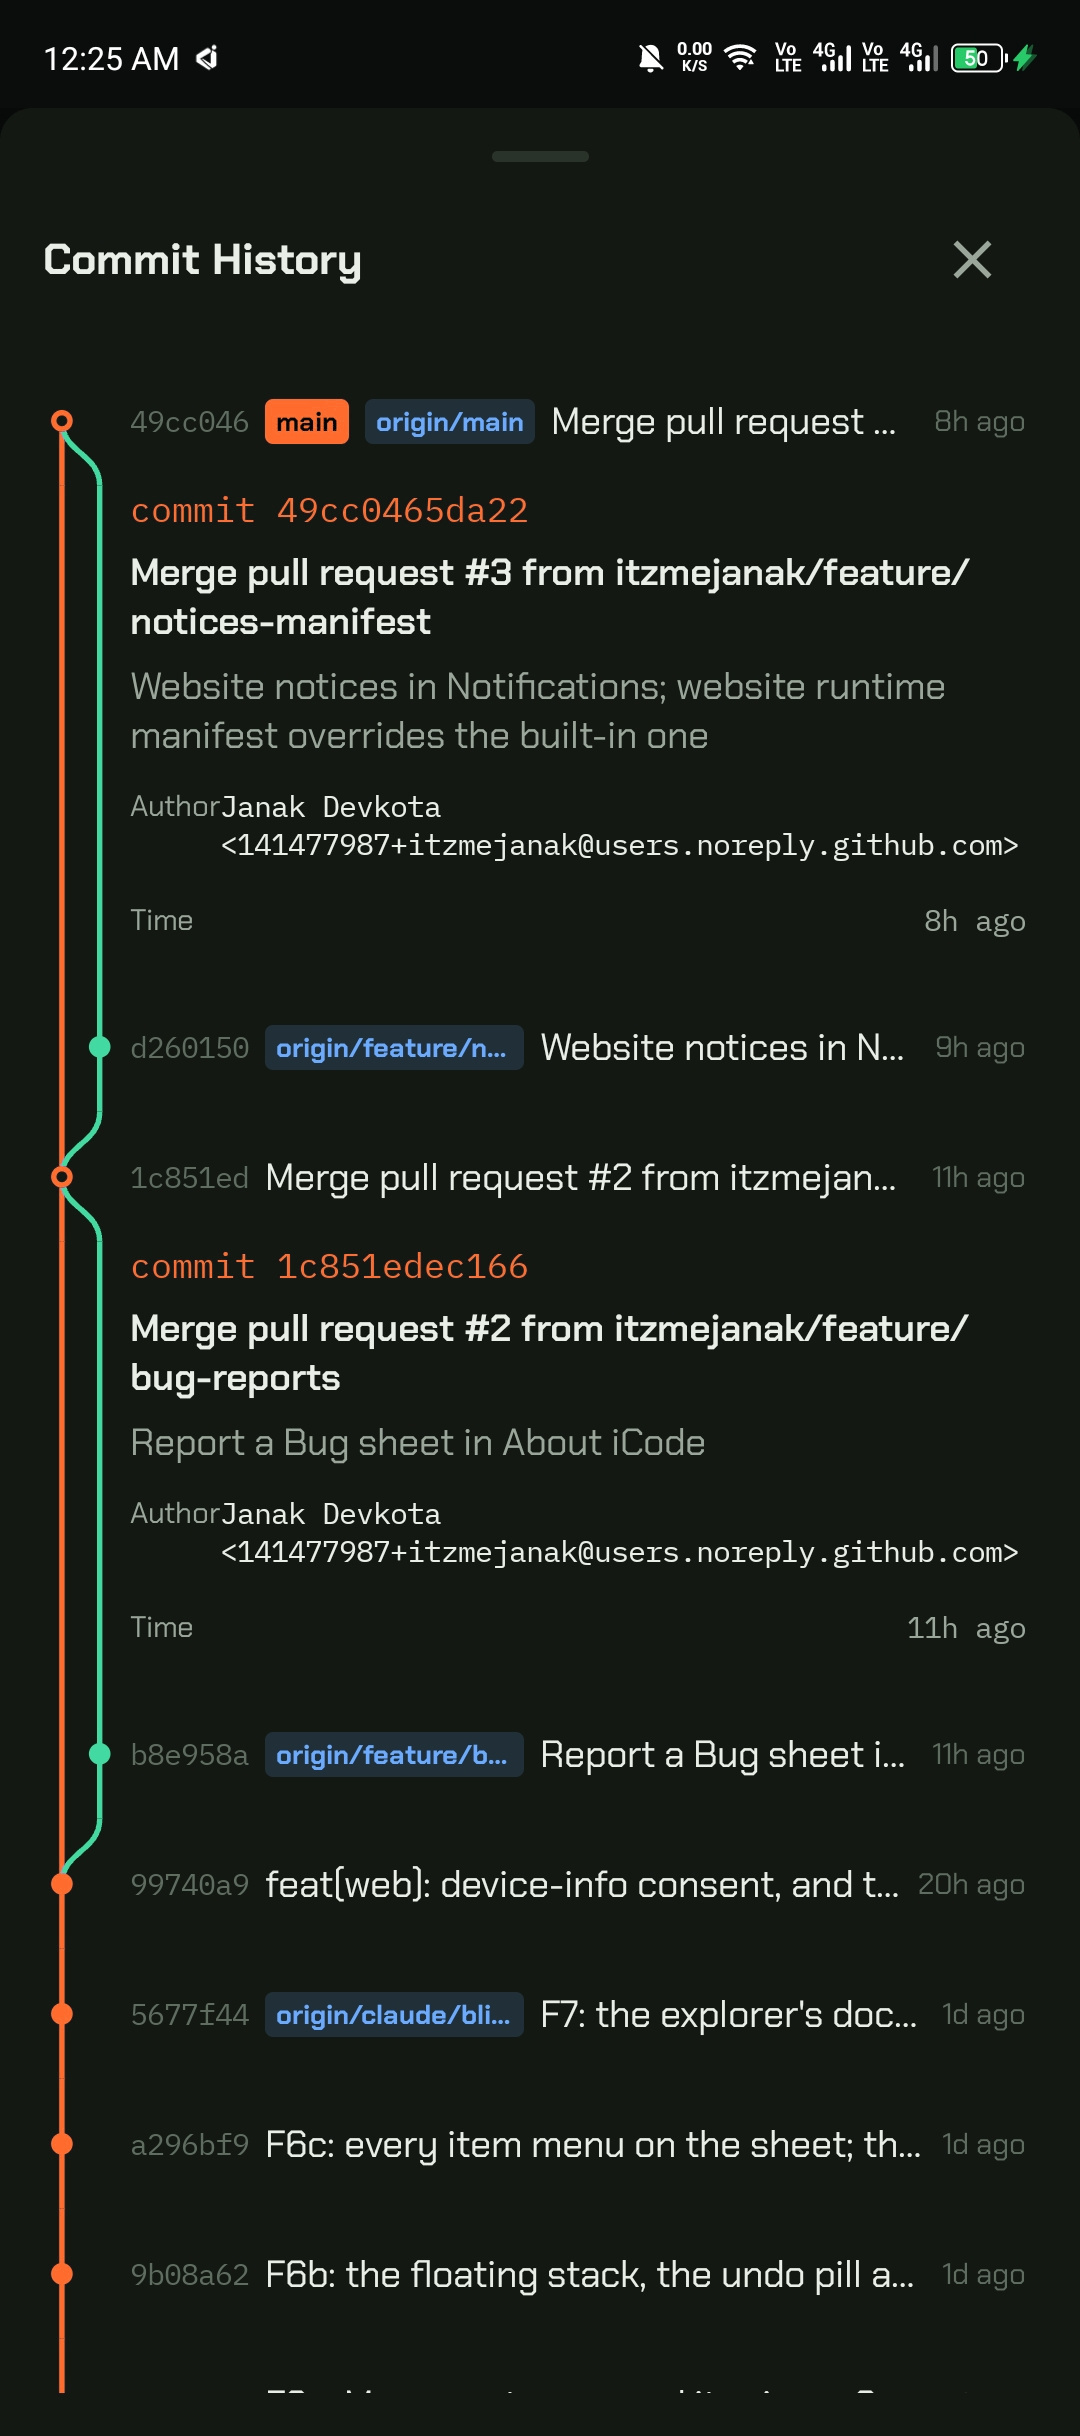 12:25 AM
0.00 K/S Vo LTE 4G Vo LTE 4G 50
Commit History
49cc046 main origin/main Merge pull request ... 8h ago
commit 49cc0465da22
Merge pull request #3 from itzmejanak/feature/
notices-manifest
Website notices in Notifications; website runtime
manifest overrides the built-in one
Author Janak Devkota
<141477987+itzmejanak@users.noreply.github.com>
Time 8h ago
d260150 origin/feature/n... Website notices in N... 9h ago
1c851ed Merge pull request #2 from itzmejan... 11h ago
commit 1c851edec166
Merge pull request #2 from itzmejanak/feature/
bug-reports
Report a Bug sheet in About iCode
Author Janak Devkota
<141477987+itzmejanak@users.noreply.github.com>
Time 11h ago
b8e958a origin/feature/b... Report a Bug sheet i... 11h ago
99740a9 feat(web): device-info consent, and t... 20h ago
5677f44 origin/claude/bli... F7: the explorer's doc... 1d ago
a296bf9 F6c: every item menu on the sheet; th... 1d ago
9b08a62 F6b: the floating stack, the undo pill a... 1d ago